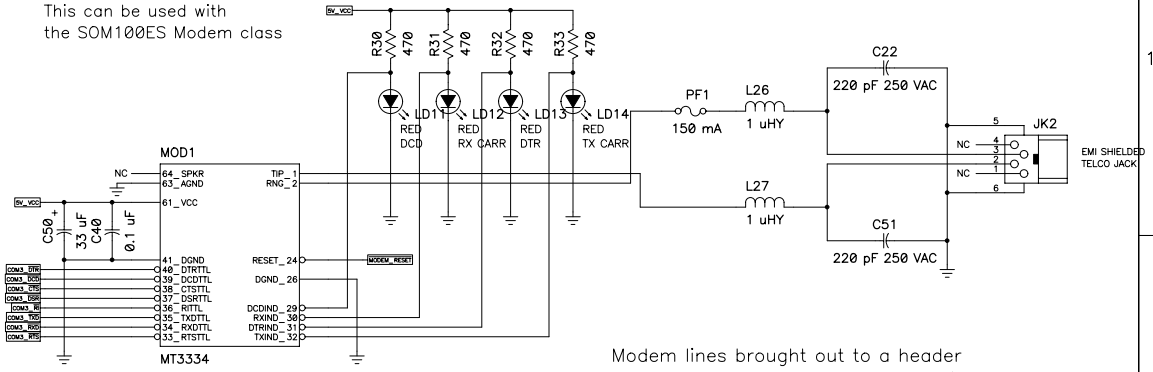 This can be used with
the SOM100ES Modem class
5V_VCC
R30
470
R31
470
R32
470
R33
470
LD11
RED
DCD
LD12
RED
RX CARR
LD13
RED
DTR
LD14
RED
TX CARR
PF1
150 mA
L26
1 uHY
C22
220 pF 250 VAC
L27
1 uHY
C51
220 pF 250 VAC
5
NC
4
3
2
NC
1
6
JK2
EMI SHIELDED
TELCO JACK
1
MOD1
NC
64_SPKR
63_AGND
61_VCC
41_DGND
40_DTRTTL
39_DCDTTL
38_CTSTTL
37_DSRTTL
36_RITTL
35_TXDTTL
34_RXDTTL
33_RTSTTL
TIP_1
RNG_2
RESET_24
DGND_26
DCDIND_29
RXIND_30
DTRIND_31
TXIND_32
MT3334
MODEM_RESET
5V_VCC
C50
+
33 uF
C40
0.1 uF
COM3_DTR
COM3_DCD
COM3_CTS
COM3_DSR
COM3_RI
COM3_TXD
COM3_RXD
COM3_RTS
Modem lines brought out to a header